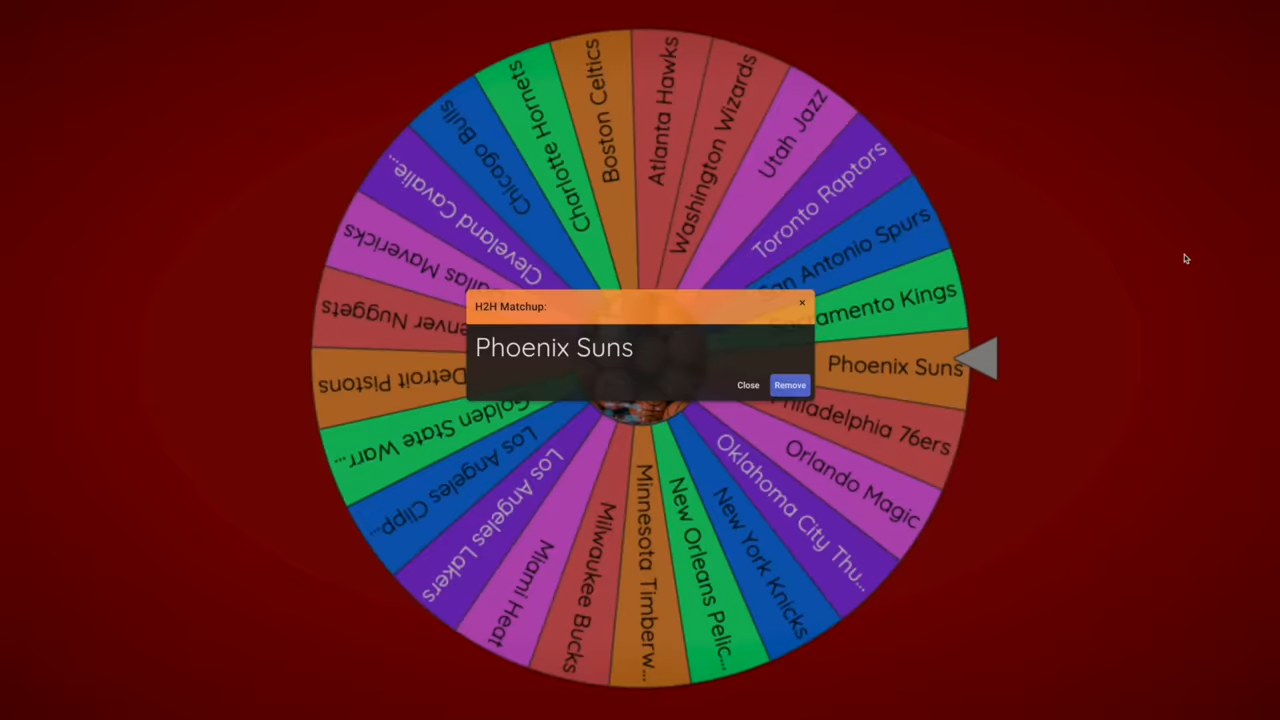 H2H Matchup:
×
Phoenix Suns
Close
Remove
Boston Celtics
Atlanta Hawks
Washington Wizards
Utah Jazz
Toronto Raptors
San Antonio Spurs
Sacramento Kings
Phoenix Suns
Philadelphia 76ers
Orlando Magic
Oklahoma City Thu...
New York Knicks
New Orleans Pelic...
Minnesota Timberw...
Milwaukee Bucks
Miami Heat
Los Angeles Lakers
Los Angeles Clipp...
Golden State Warr...
Detroit Pistons
enver Nuggets
allas Mavericks
Cleveland Cavalie...
Chicago Bulls
Charlotte Hornets